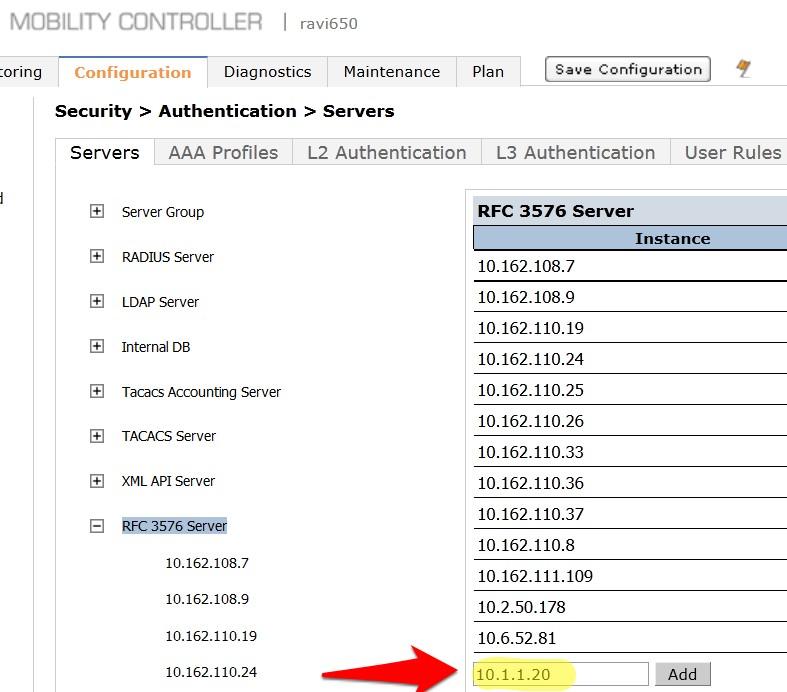 MOBILITY CONTROLLER | ravi650
toring Configuration Diagnostics Maintenance Plan Save Configuration
Security > Authentication > Servers
Servers AAA Profiles L2 Authentication L3 Authentication User Rules
d
Server Group
RADIUS Server
LDAP Server
Internal DB
Tacacs Accounting Server
TACACS Server
XML API Server
RFC 3576 Server
10.162.108.7
10.162.108.9
10.162.110.19
10.162.110.24
RFC 3576 Server
Instance
10.162.108.7
10.162.108.9
10.162.110.19
10.162.110.24
10.162.110.25
10.162.110.26
10.162.110.33
10.162.110.36
10.162.110.37
10.162.110.8
10.162.111.109
10.2.50.178
10.6.52.81
10.1.1.20 Add